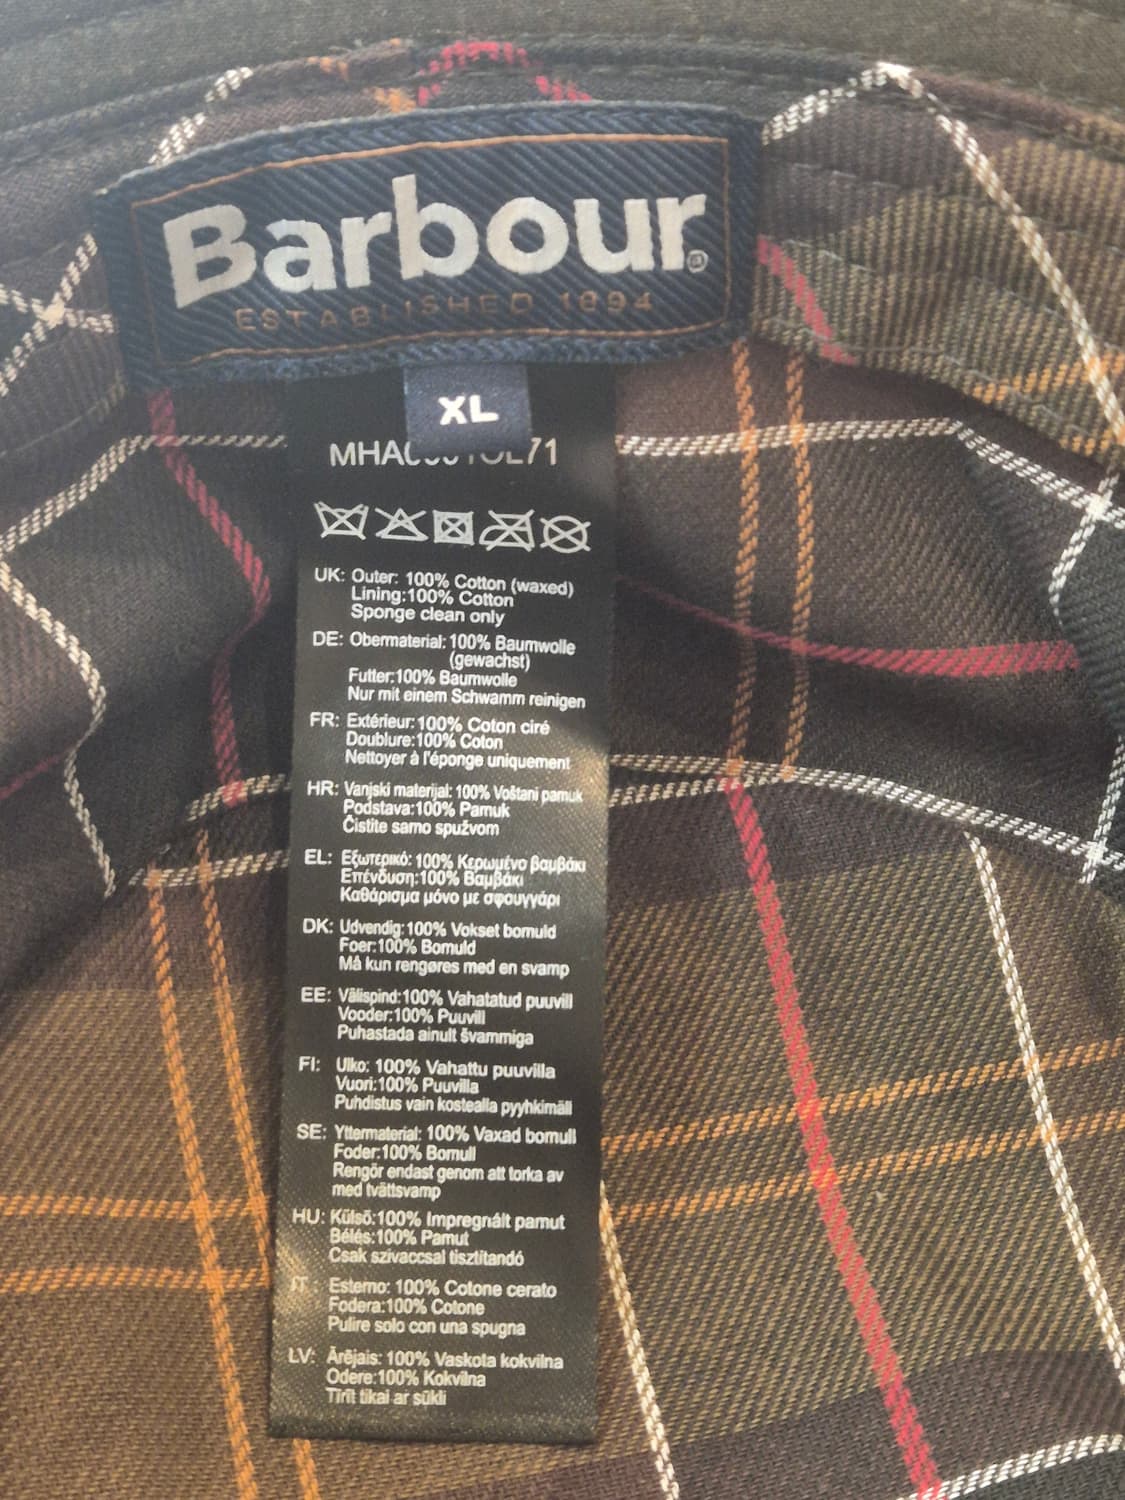 Barbour®
ESTABLISHED 1894
XL
UK: Outer: 100% Cotton (waxed)
Lining:100% Cotton
Sponge clean only
DE: Obermaterial: 100% Baumwolle
(gewachst)
Futter:100% Baumwolle
Nur mit einem Schwamm reinigen
FR: Extérieur:100% Coton ciré
Doublure:100% Coton
Nettoyer à l'éponge uniquement
HR: Vanjski materijal: 100% Voštani pamuk
Podstava:100% Pamuk
Čistite samo spužvom
EL: Εξωτερικό: 100% Κερωμένο βαμβάκι
Επένδυση:100% Βαμβάκι
Καθάρισμα μόνο με σφουγγάρι
DK: Udvendig:100% Vokset bomuld
Foer:100% Bomuld
Må kun rengøres med en svamp
EE: Välispind:100% Vahatatud puuvill
Vooder:100% Puuvill
Puhastada ainult švammiga
FI: Ulko: 100% Vahattu puuvilla
Vuori:100% Puuvilla
Puhdistus vain kostealla pyyhkimäll
SE: Yttermaterial: 100% Vaxad bomull
Foder:100% Bomull
Rengör endast genom att torka av
med tvättsvamp
HU: Külső:100% Impregnált pamut
Bélés:100% Pamut
Csak szivaccsal tisztítandó
IT: Esterno: 100% Cotone cerato
Fodera:100% Cotone
Pulire solo con una spugna
LV: Ārējais: 100% Vaskota kokvilna
Odere:100% Kokvilna
Tīrīt tikai ar sūkli